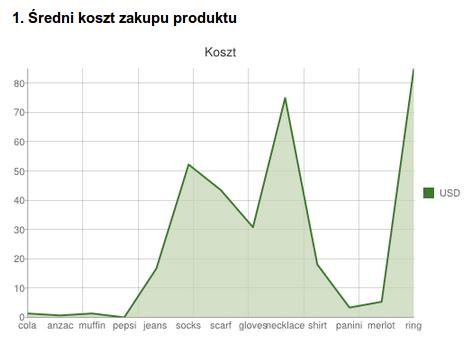 1. Średni koszt zakupu produktu
Koszt
80
70
60
50
40
30
20
10
0
USD
cola anzac muffin pepsi jeans socks scarf gloves necklace shirt panini merlot ring